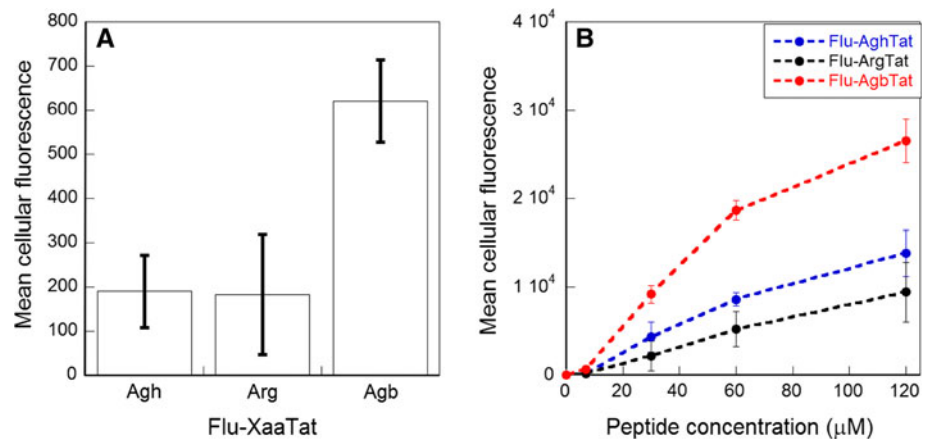 A
Mean cellular fluorescence
800
700
600
500
400
300
200
100
0
Agh Arg Agb
Flu-XaaTat
B
Flu-AghTat
Flu-ArgTat
Flu-AgbTat
Mean cellular fluorescence
4 10⁴
3 10⁴
2 10⁴
1 10⁴
0
0 20 40 60 80 100 120
Peptide concentration (μM)